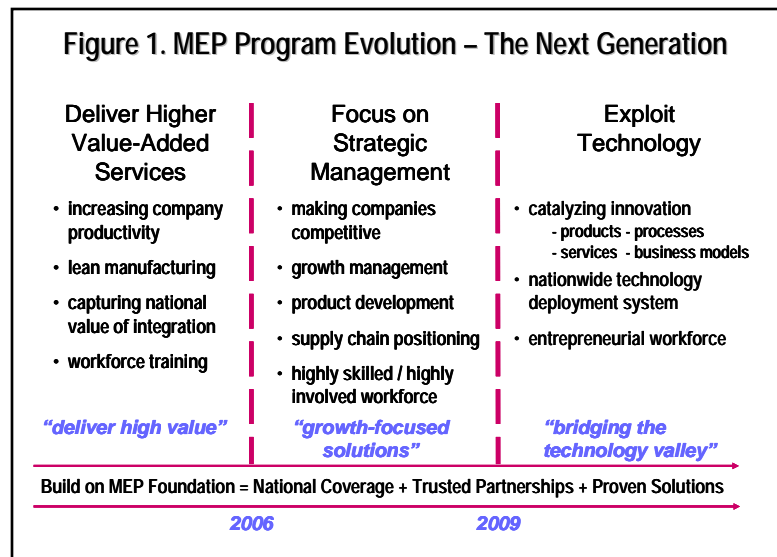 Figure 1. MEP Program Evolution – The Next Generation
Deliver Higher
Value-Added
Services
• increasing company
productivity
• lean manufacturing
• capturing national
value of integration
• workforce training
“deliver high value”
Focus on
Strategic
Management
• making companies
competitive
• growth management
• product development
• supply chain positioning
• highly skilled / highly
involved workforce
“growth-focused
solutions”
Exploit
Technology
• catalyzing innovation
- products - processes
- services - business models
• nationwide technology
deployment system
• entrepreneurial workforce
“bridging the
technology valley”
Build on MEP Foundation = National Coverage + Trusted Partnerships + Proven Solutions
2006
2009